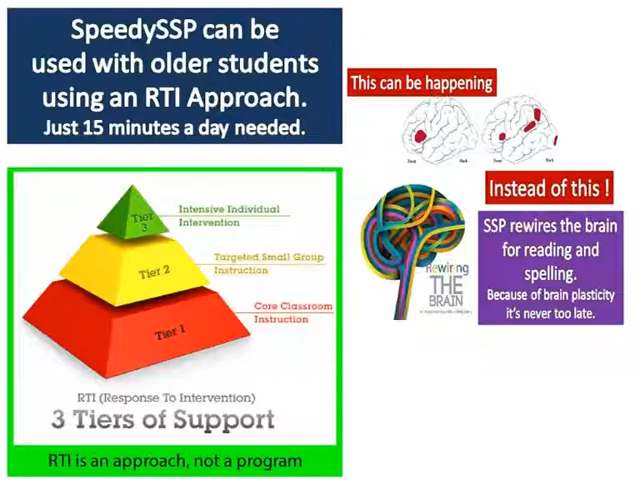 SpeedySSP can be
used with older students
using an RTI Approach.
Just 15 minutes a day needed.
This can be happening
Instead of this !
SSP rewires the brain
for reading and
spelling.
Because of brain plasticity
it's never too late.
Rewiring
THE
BRAIN
Tier
3
Intensive Individual
Intervention
Tier 2
Targeted Small Group
Instruction
Tier 1
Core Classroom
Instruction
RTI (Response To Intervention)
3 Tiers of Support
RTI is an approach, not a program